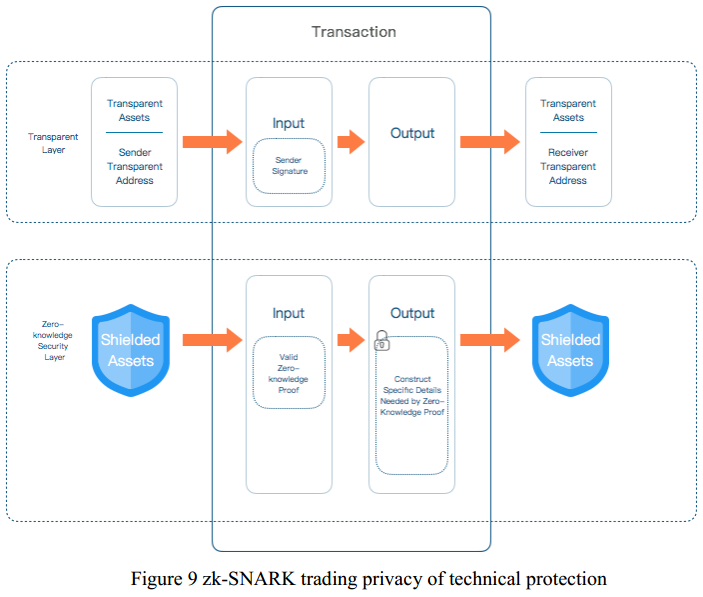 Transaction
Transparent
Layer
Transparent
Assets
Sender
Transparent
Address
Input
Sender
Signature
Output
Transparent
Assets
Receiver
Transparent
Address
Zero-
knowledge
Security
Layer
Shielded
Assets
Input
Valid
Zero-
knowledge
Proof
Output
Construct
Specific Details
Needed by Zero-
Knowledge Proof
Shielded
Assets
Figure 9 zk-SNARK trading privacy of technical protection